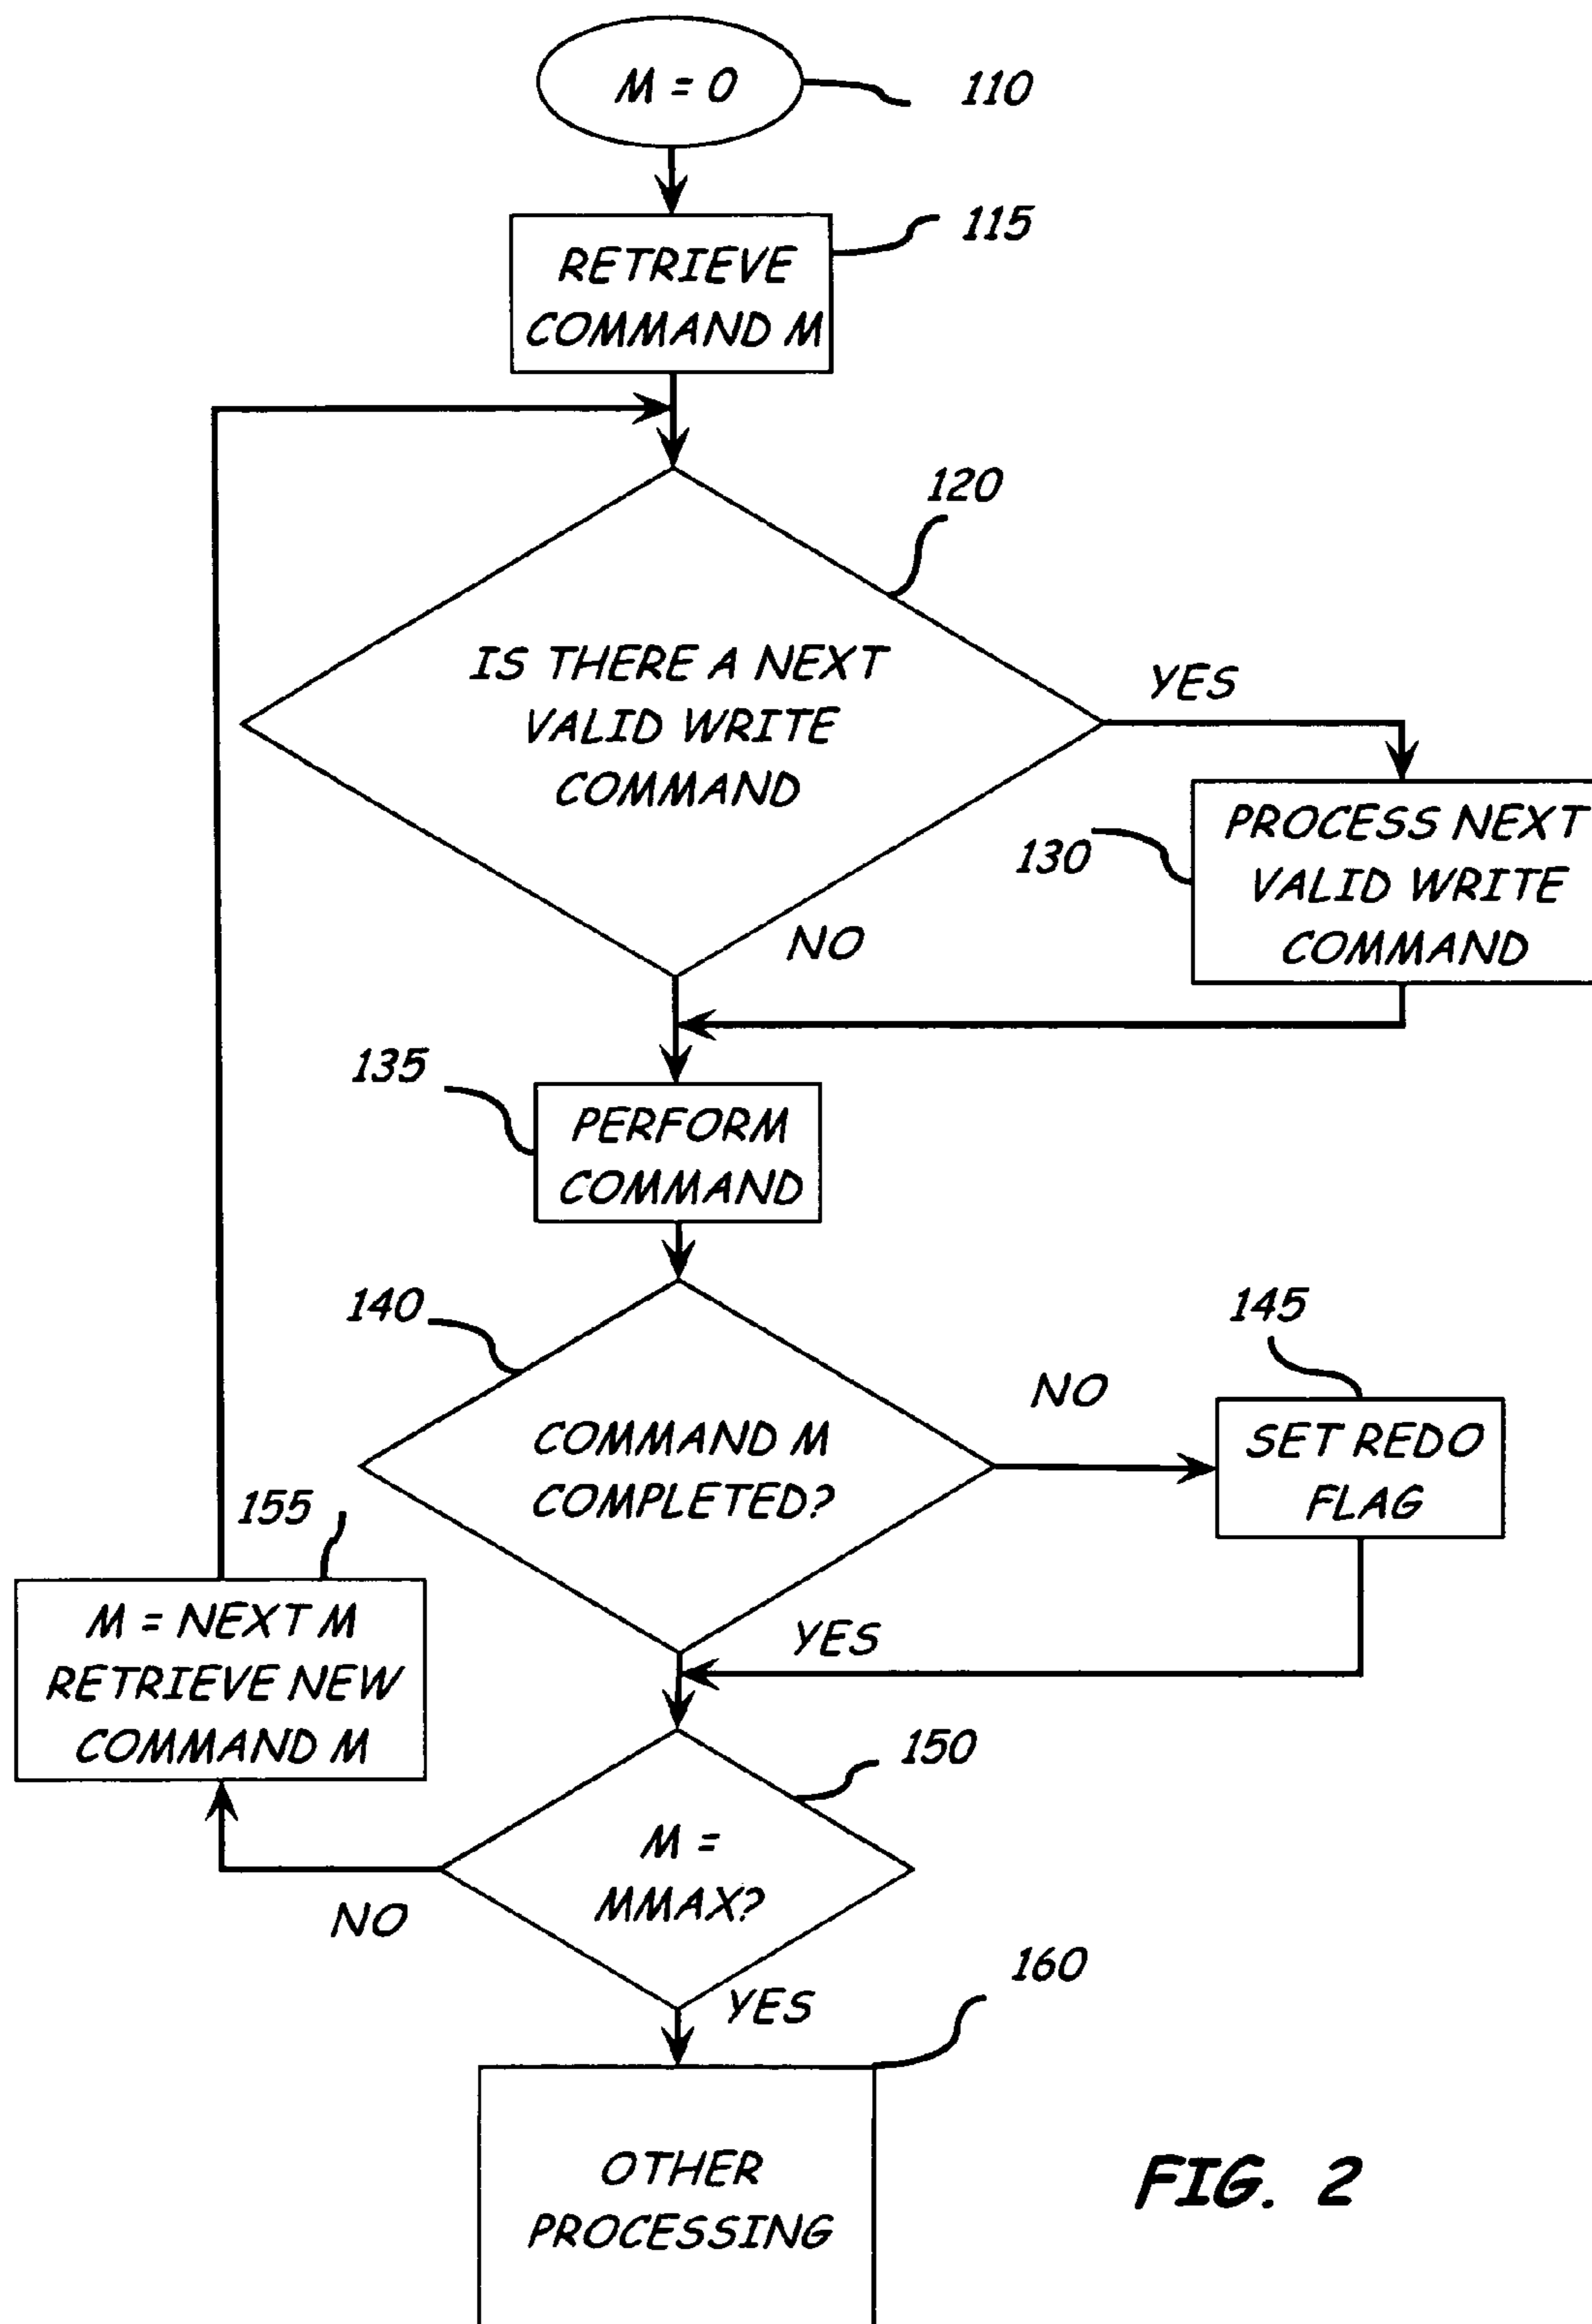 M = 0
110
RETRIEVE
COMMAND M
115
120
IS THERE A NEXT
VALID WRITE
COMMAND
YES
NO
130
PROCESS NEXT
VALID WRITE
COMMAND
135
PERFORM
COMMAND
140
COMMAND M
COMPLETED?
NO
YES
145
SET REDO
FLAG
155
M = NEXT M
RETRIEVE NEW
COMMAND M
150
M =
MMAX?
NO
YES
160
OTHER
PROCESSING
FIG. 2